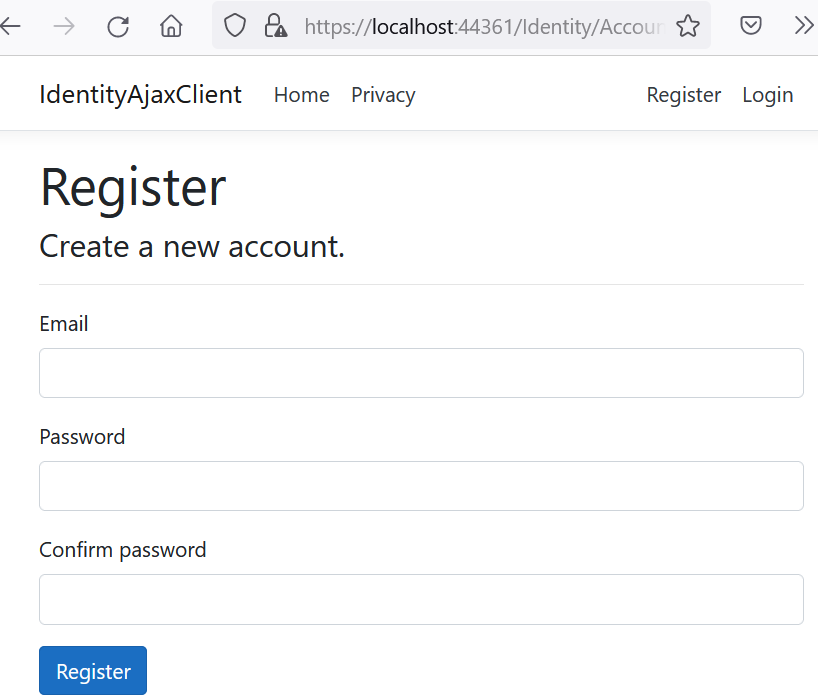 https://localhost:44361/Identity/Accoun
IdentityAjaxClient Home Privacy Register Login
Register
Create a new account.
Email
Password
Confirm password
Register